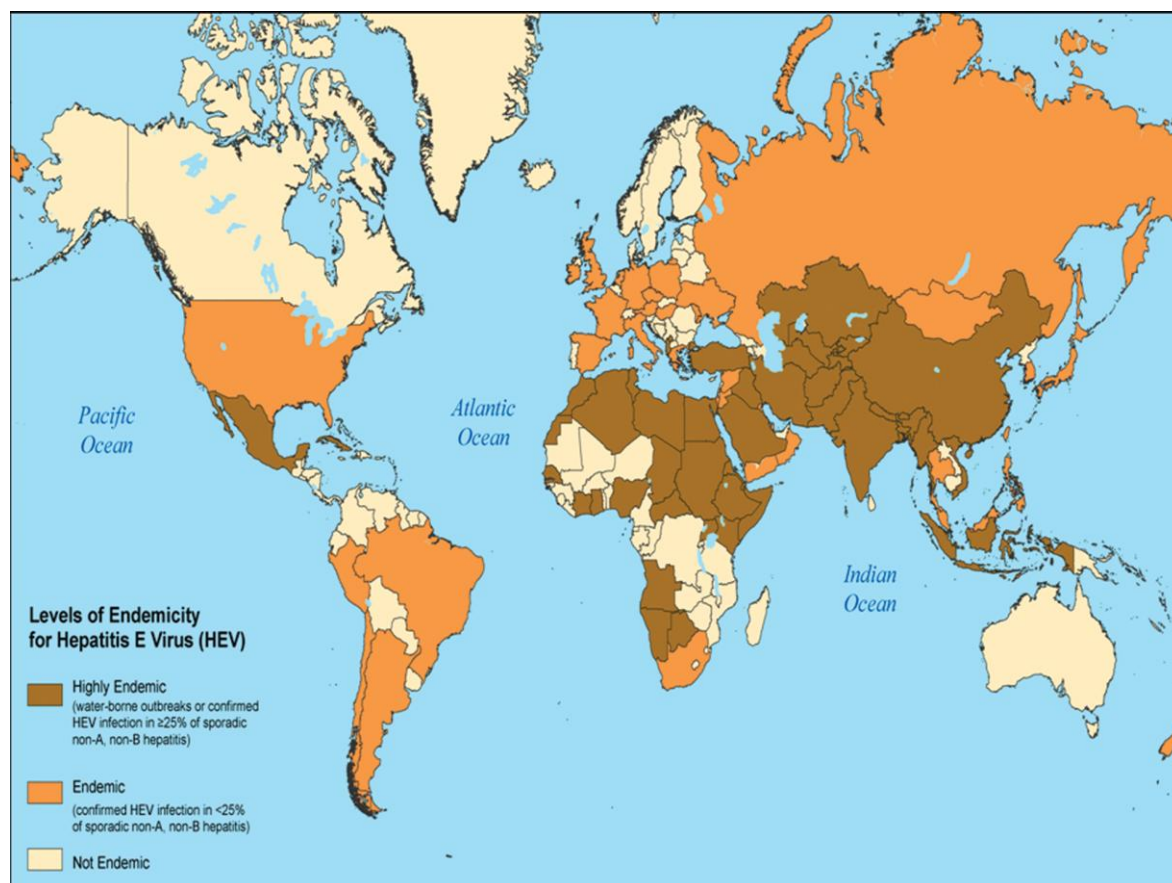 Pacific
Ocean
Atlantic
Ocean
Indian
Ocean
Levels of Endemicity
for Hepatitis E Virus (HEV)
Highly Endemic
(water-borne outbreaks or confirmed
HEV infection in ≥25% of sporadic
non-A, non-B hepatitis)
Endemic
(confirmed HEV infection in <25%
of sporadic non-A, non-B hepatitis)
Not Endemic